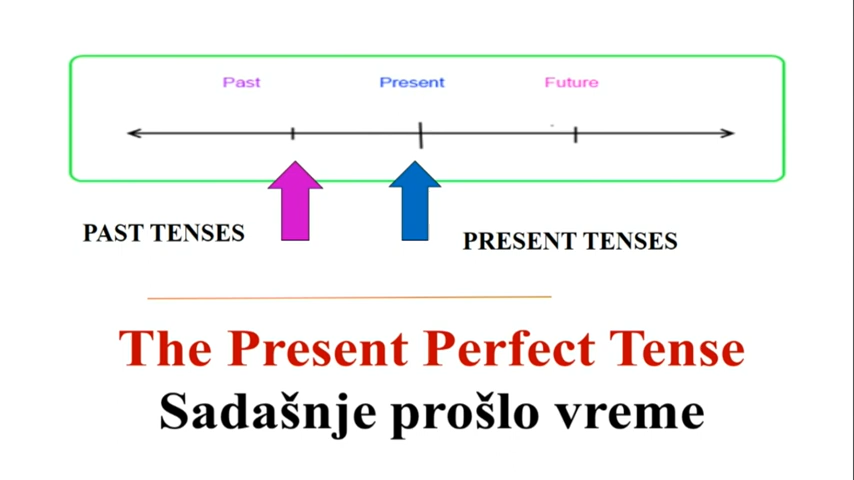 Past Present Future
PAST TENSES
PRESENT TENSES
The Present Perfect Tense
Sadašnje prošlo vreme